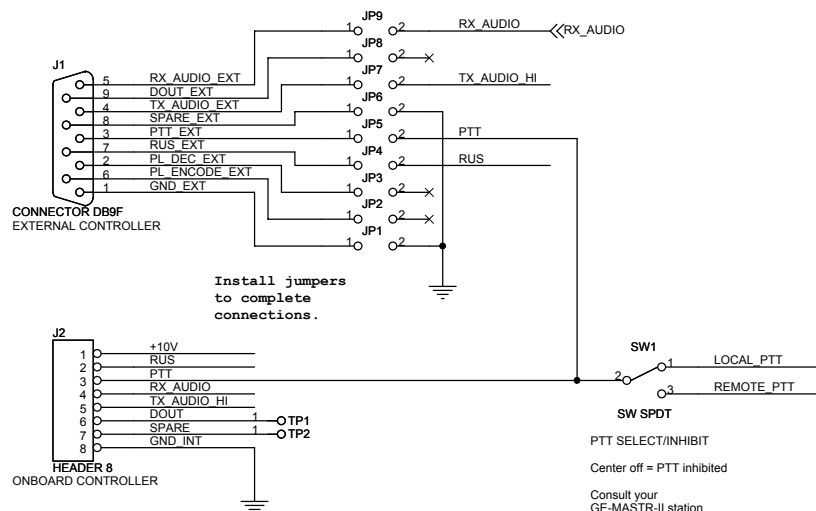 JP9
1 2 RX_AUDIO RX_AUDIO
JP8
1 2
J1
JP7
5 RX_AUDIO_EXT 1 2 TX_AUDIO_HI
9 DOUT_EXT
JP6
4 TX_AUDIO_EXT 1 2
8 SPARE_EXT
JP5
3 PTT_EXT 1 2 PTT
7 RUS_EXT
JP4
2 PL_DEC_EXT 1 2 RUS
6 PL_ENCODE_EXT
JP3
1 GND_EXT 1 2
JP2
1 2
JP1
1 2
CONNECTOR DB9F
EXTERNAL CONTROLLER
Install jumpers
to complete
connections.
J2
1 +10V
2 RUS
3 PTT
4 RX_AUDIO
5 TX_AUDIO_HI
6 DOUT 1 TP1
7 SPARE 1 TP2
8 GND_INT
HEADER 8
ONBOARD CONTROLLER
SW1
1 LOCAL_PTT
2
3 REMOTE_PTT
SW SPDT
PTT SELECT/INHIBIT
Center off = PTT inhibited
Consult your
GE-MASTR-II station